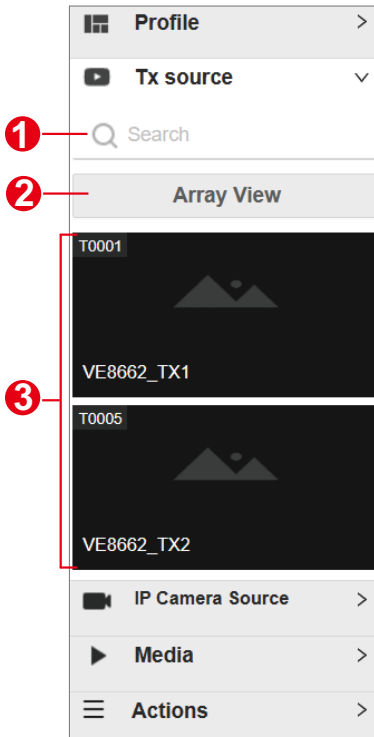 Profile
Tx source
1
Search
2
Array View
3
T0001
VE8662_TX1
T0005
VE8662_TX2
IP Camera Source
Media
Actions